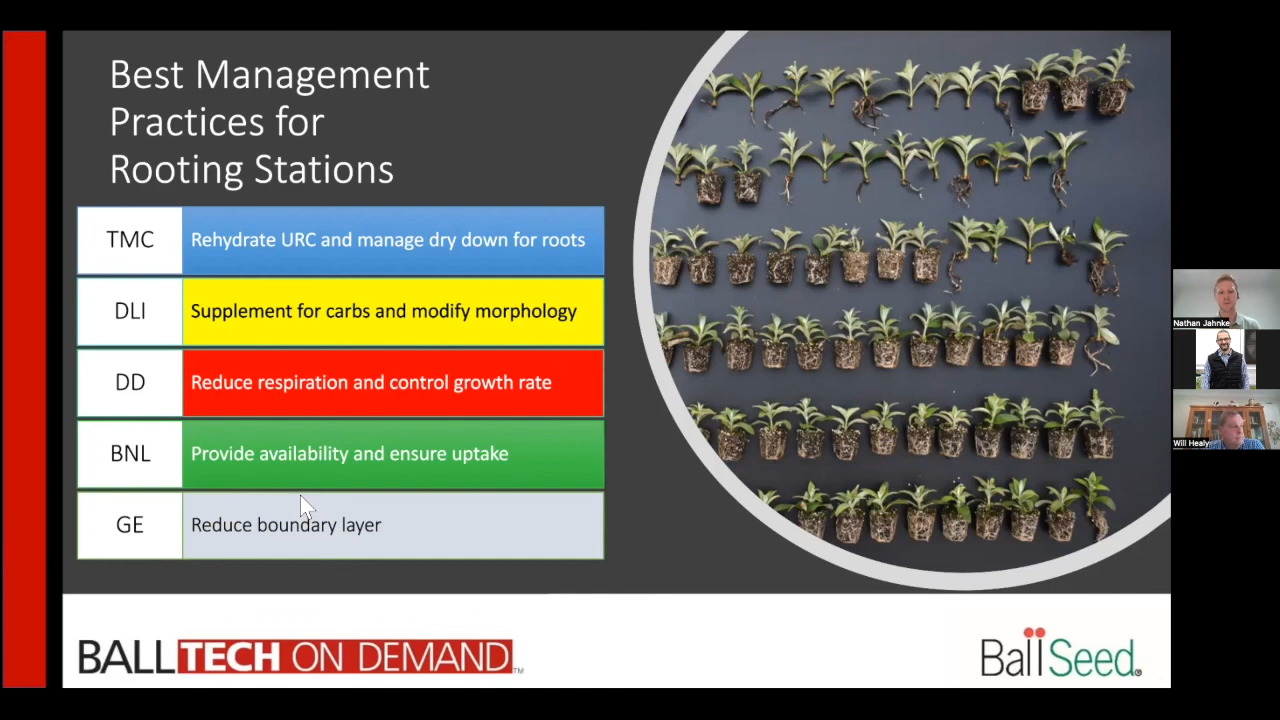 Best Management
Practices for
Rooting Stations
TMC Rehydrate URC and manage dry down for roots
DLI Supplement for carbs and modify morphology
DD Reduce respiration and control growth rate
BNL Provide availability and ensure uptake
GE Reduce boundary layer
BALLTECH ON DEMAND™
Ball Seed®
Nathan Jahnke
Will Healy